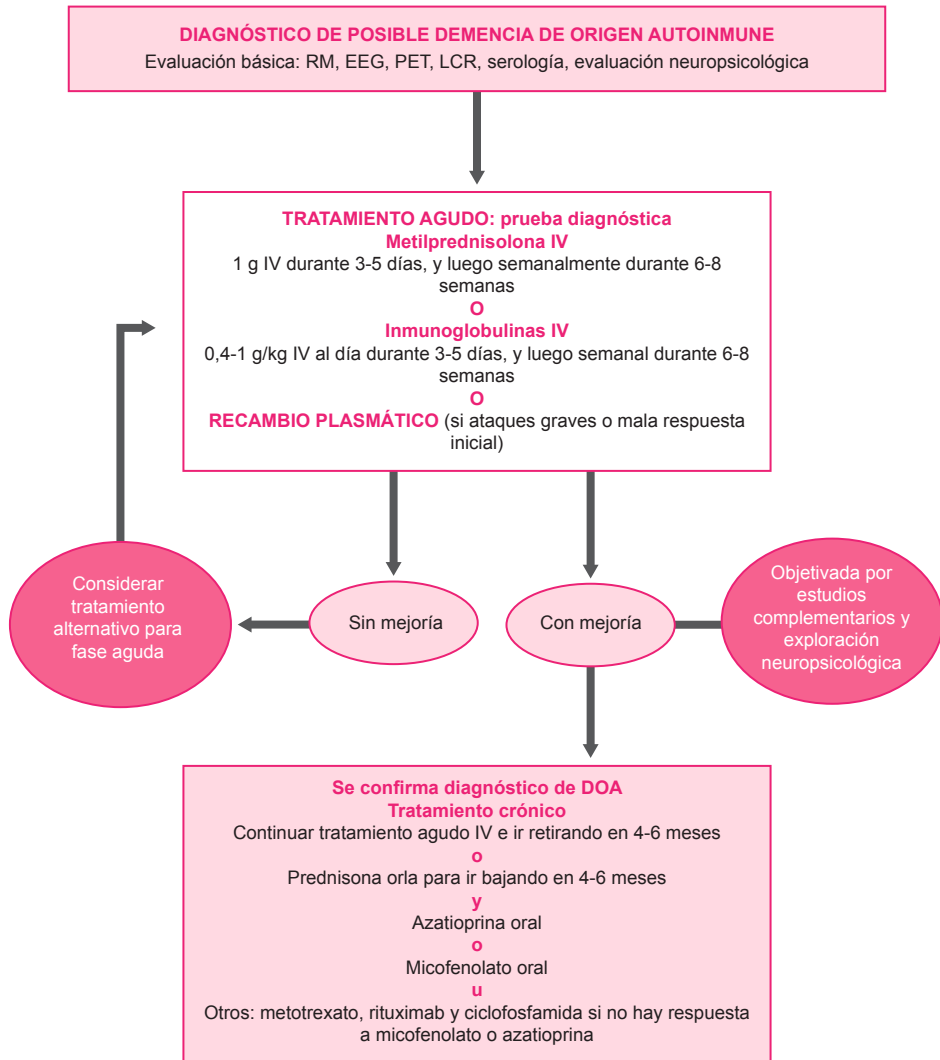 DIAGNÓSTICO DE POSIBLE DEMENCIA DE ORIGEN AUTOINMUNE
Evaluación básica: RM, EEG, PET, LCR, serología, evaluación neuropsicológica
TRATAMIENTO AGUDO: prueba diagnóstica
Metilprednisolona IV
1 g IV durante 3-5 días, y luego semanalmente durante 6-8
semanas
O
Inmunoglobulinas IV
0,4-1 g/kg IV al día durante 3-5 días, y luego semanal durante 6-8
semanas
O
RECAMBIO PLASMÁTICO (si ataques graves o mala respuesta
inicial)
Considerar
tratamiento
alternativo para
fase aguda
Sin mejoría
Con mejoría
Objetivada por
estudios
complementarios y
exploración
neuropsicológica
Se confirma diagnóstico de DOA
Tratamiento crónico
Continuar tratamiento agudo IV e ir retirando en 4-6 meses
o
Prednisona orla para ir bajando en 4-6 meses
y
Azatioprina oral
o
Micofenolato oral
u
Otros: metotrexato, rituximab y ciclofosfamida si no hay respuesta
a micofenolato o azatioprina